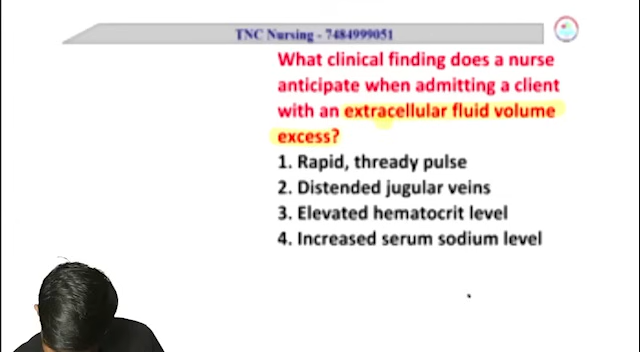 TNC Nursing - 7484999051
What clinical finding does a nurse
anticipate when admitting a client
with an extracellular fluid volume
excess?
1. Rapid, thready pulse
2. Distended jugular veins
3. Elevated hematocrit level
4. Increased serum sodium level